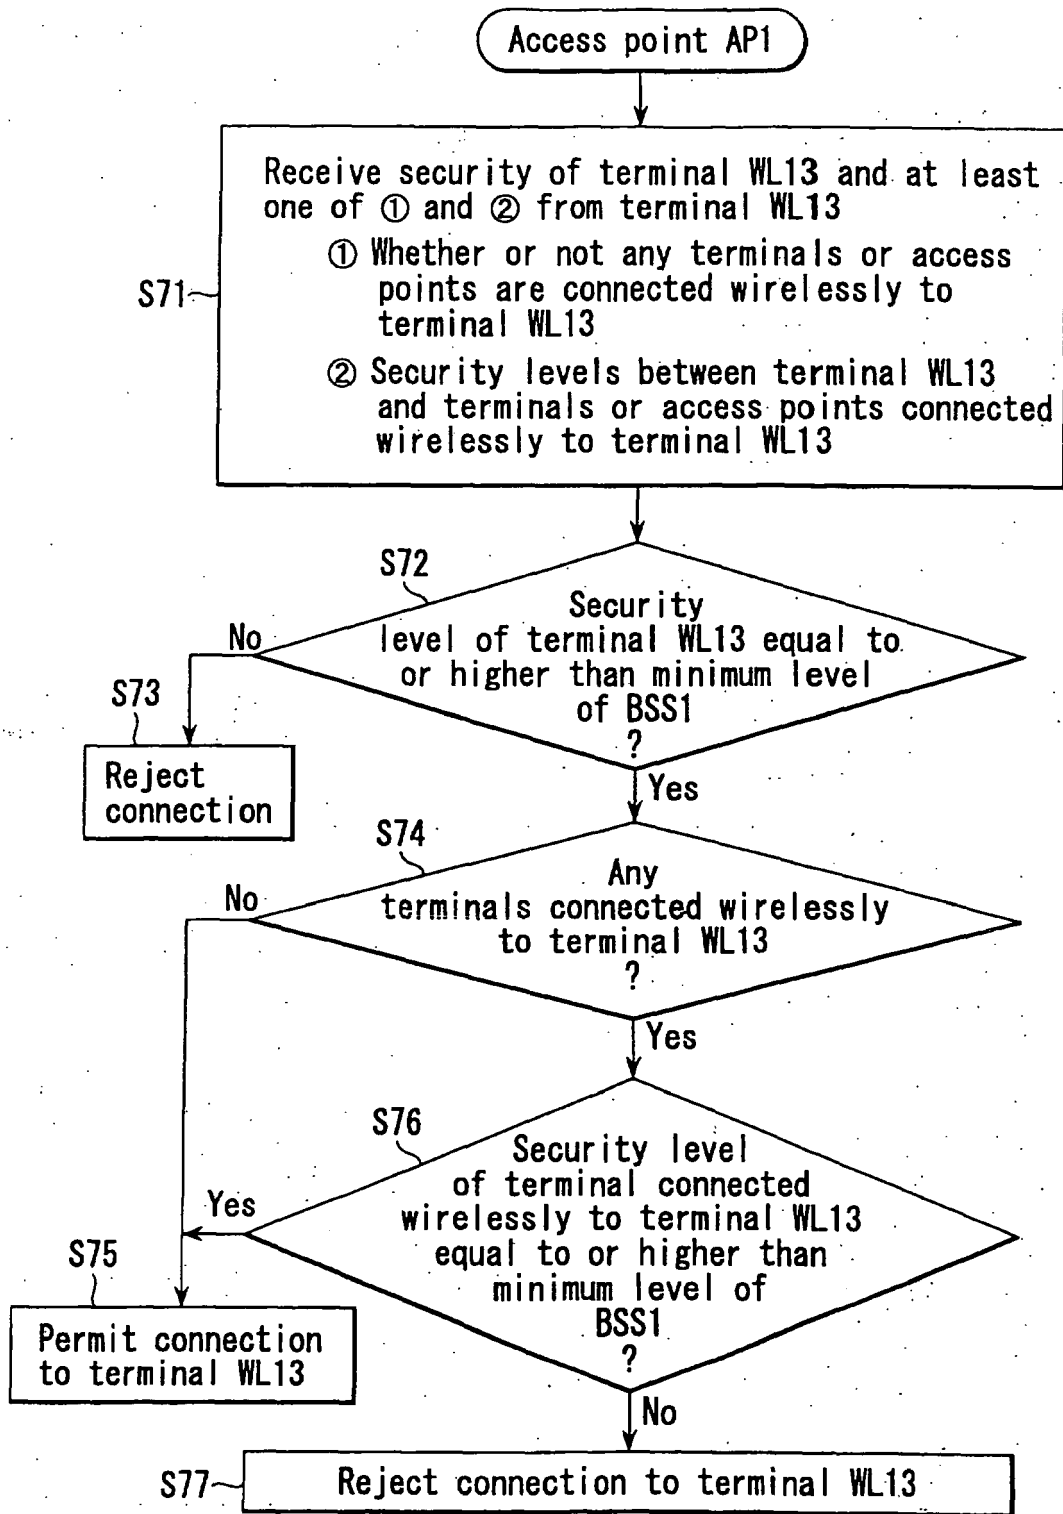 Access point AP1
Receive security of terminal WL13 and at least
one of ① and ② from terminal WL13
① Whether or not any terminals or access
points are connected wirelessly to
terminal WL13
S71
② Security levels between terminal WL13
and terminals or access points connected
wirelessly to terminal WL13
S72
Security
level of terminal WL13 equal to
or higher than minimum level
of BSS1
?
No
S73
Reject
connection
Yes
S74
Any
terminals connected wirelessly
to terminal WL13
?
No
Yes
S76
Security level
of terminal connected
wirelessly to terminal WL13
equal to or higher than
minimum level of
BSS1
?
Yes
S75
Permit connection
to terminal WL13
No
S77
Reject connection to terminal WL13